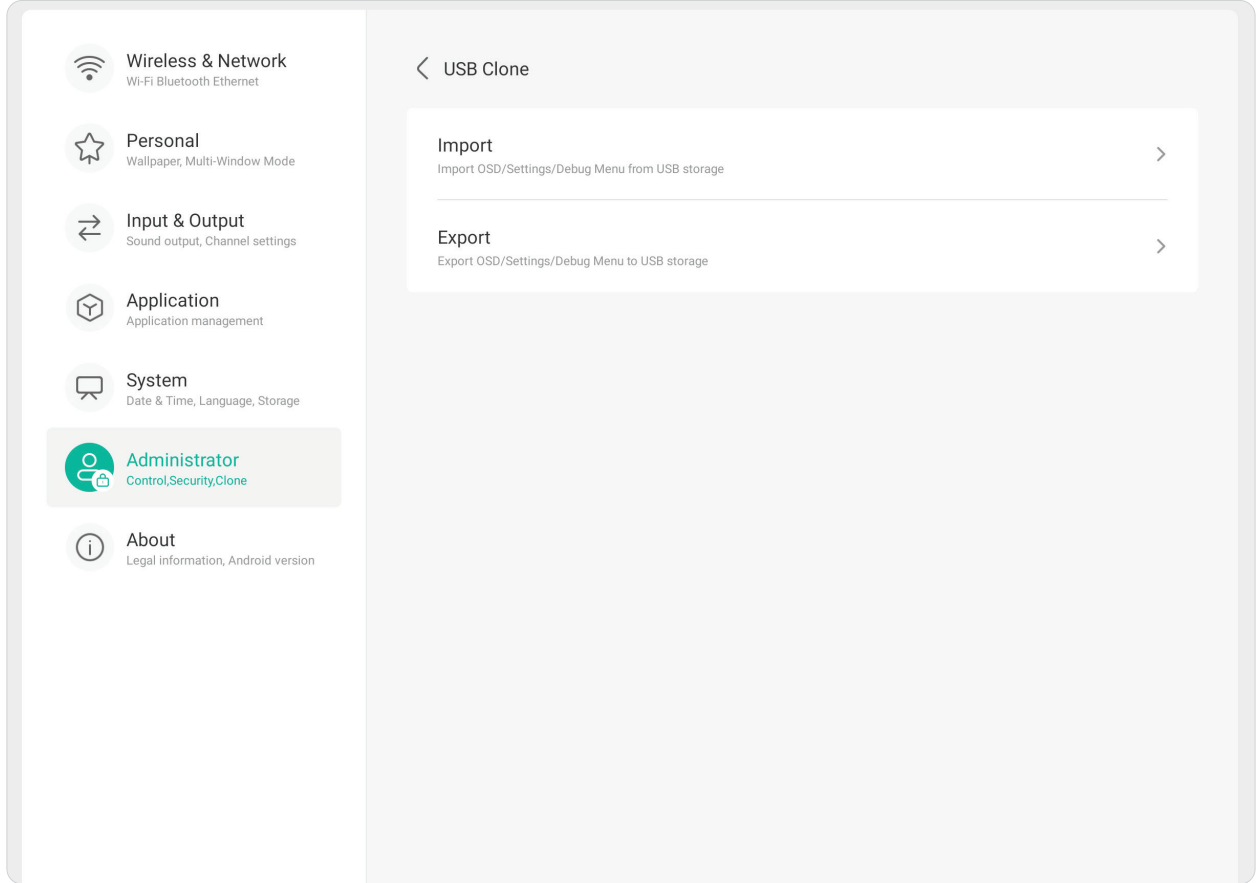 Wireless & Network
Wi-Fi Bluetooth Ethernet
Personal
Wallpaper, Multi-Window Mode
Input & Output
Sound output, Channel settings
Application
Application management
System
Date & Time, Language, Storage
Administrator
Control,Security,Clone
About
Legal information, Android version
USB Clone
Import
Import OSD/Settings/Debug Menu from USB storage
Export
Export OSD/Settings/Debug Menu to USB storage